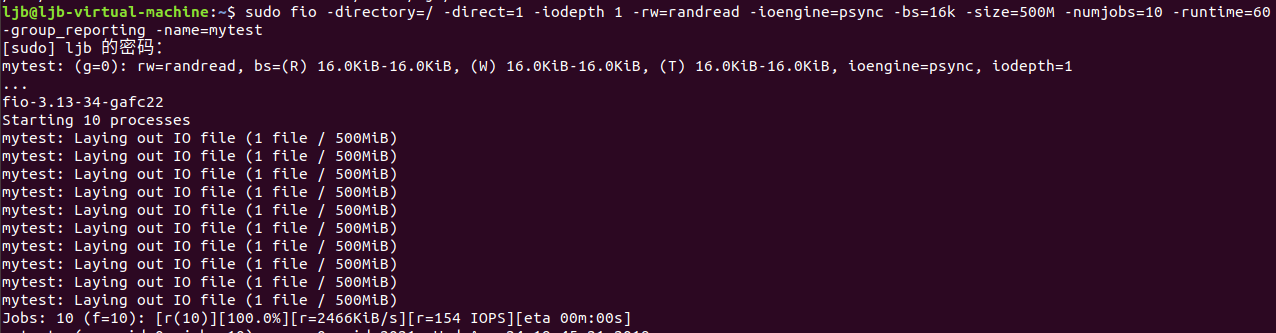 ljb@ljb-virtual-machine:~$ sudo fio -directory=/ -direct=1 -iodepth 1 -rw=randread -ioengine=psync -bs=16k -size=500M -numjobs=10 -runtime=60
-group_reporting -name=mytest
[sudo] ljb 的密码：
mytest: (g=0): rw=randread, bs=(R) 16.0KiB-16.0KiB, (W) 16.0KiB-16.0KiB, (T) 16.0KiB-16.0KiB, ioengine=psync, iodepth=1
...
fio-3.13-34-gafc22
Starting 10 processes
mytest: Laying out IO file (1 file / 500MiB)
mytest: Laying out IO file (1 file / 500MiB)
mytest: Laying out IO file (1 file / 500MiB)
mytest: Laying out IO file (1 file / 500MiB)
mytest: Laying out IO file (1 file / 500MiB)
mytest: Laying out IO file (1 file / 500MiB)
mytest: Laying out IO file (1 file / 500MiB)
mytest: Laying out IO file (1 file / 500MiB)
mytest: Laying out IO file (1 file / 500MiB)
mytest: Laying out IO file (1 file / 500MiB)
Jobs: 10 (f=10): [r(10)][100.0%][r=2466KiB/s][r=154 IOPS][eta 00m:00s]